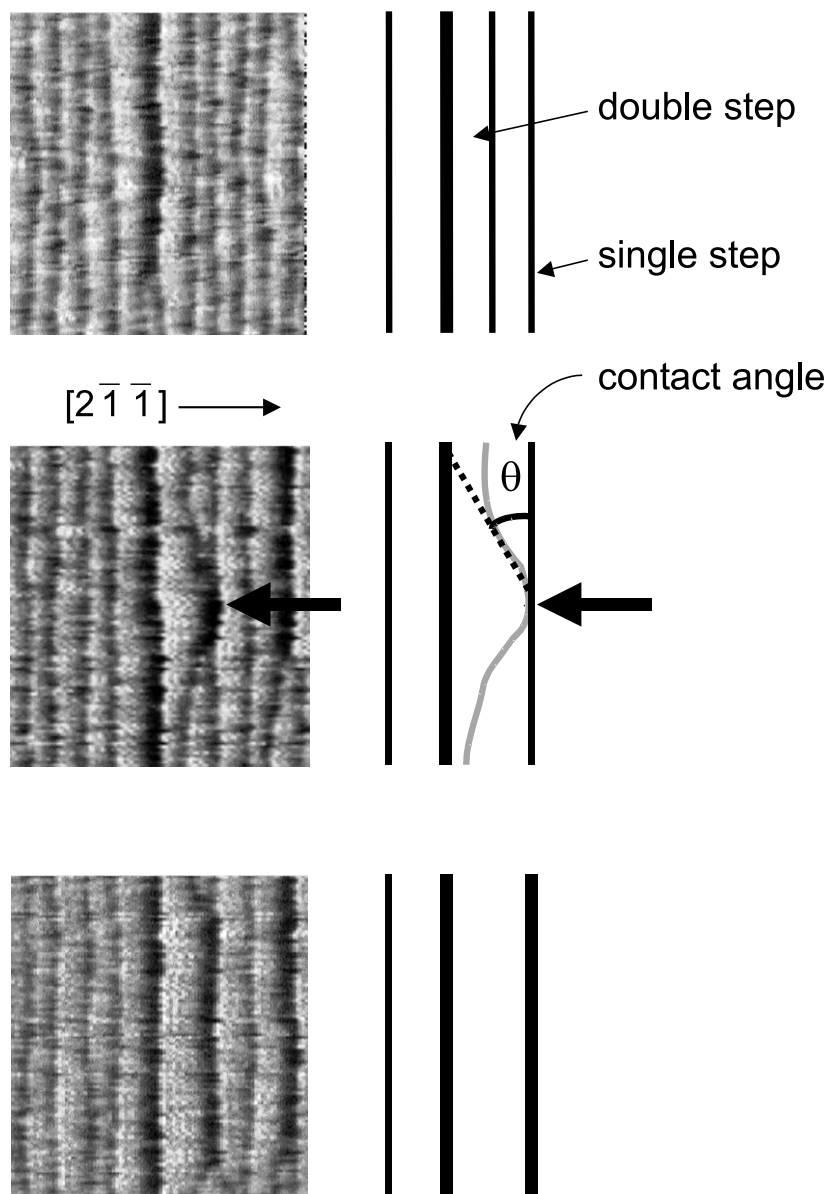 double step
single step
contact angle
[2 1̅ 1̅]
θ